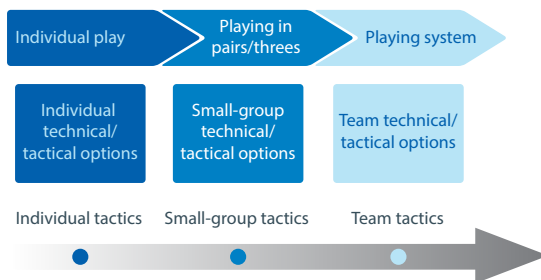 Individual play
Playing in
pairs/threes
Playing system
Individual
technical/
tactical options
Small-group
technical/
tactical options
Team technical/
tactical options
Individual tactics
Small-group tactics
Team tactics